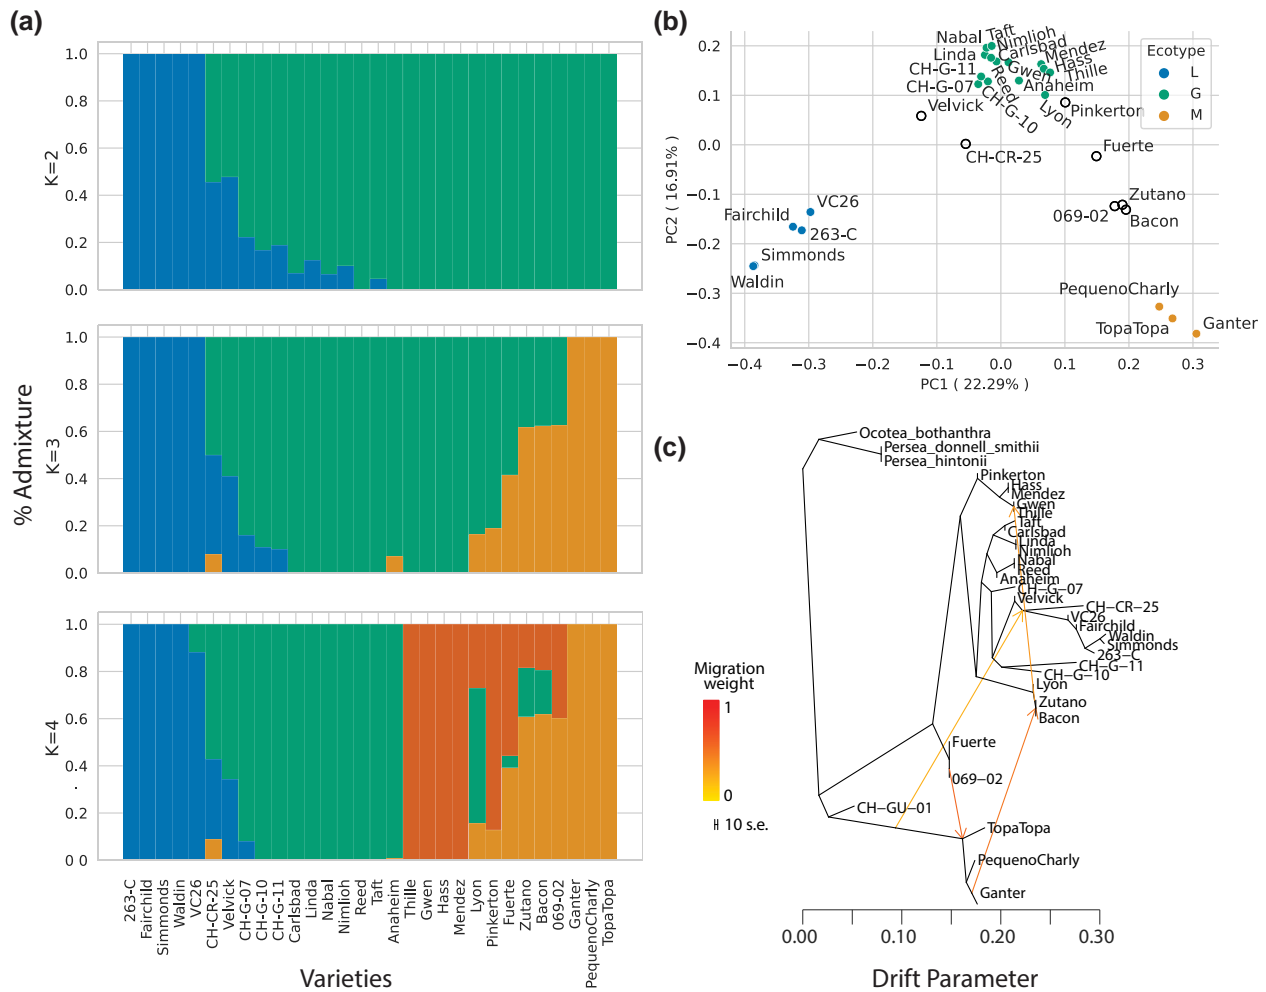 (a)
1.0
0.8
0.6
0.4
0.2
0.0
K=2
1.0
0.8
0.6
0.4
0.2
0.0
K=3
% Admixture
1.0
0.8
0.6
0.4
0.2
0 0
K=4
263-C
Fairchild
Simmonds
Waldin
VC26
CH-CR-25
Velvick
CH-G-07
CH-G-10
CH-G-11
Carlsbad
Linda
Nabal
Nimlioh
Reed
Taft
Anaheim
Thille
Gwen
Hass
Mendez
Lyon
Pinkerton
Fuerte
Zutano
Bacon
069-02
Ganter
PequenoCharly
TopaTopa
Varieties
(b)
0.2
0.1
0.0
−0.1
−0.2
−0.3
−0.4
PC2 ( 16.91% )
Nabal
Taft
Nimlioh
Linda
Carlsbad
Mendez
Hass
Thille
CH-G-11
Gwen
Reed
CH-G-07
CH-G-10
Anaheim
Lyon
Velvick
Pinkerton
CH-CR-25
Fuerte
Zutano
069-02
Bacon
VC26
Fairchild
263-C
Simmonds
Waldin
PequenoCharly
TopaTopa
Ganter
Ecotype
L
G
M
−0.4
−0.3
−0.2
−0.1
0.0
0.1
0.2
0.3
PC1 ( 22.29% )
(c)
Ocotea_bothanthra
Persea_donnell_smithii
Persea_hintonii
Pinkerton
Hass
Mendez
Gwen
Thille
Taft
Carlsbad
Linda
Nimlioh
Nabal
Reed
Anaheim
CH−G−07
Velvick
CH−CR−25
VC26
Fairchild
Waldin
Simmonds
263−C
CH−G−11
CH−G−10
Lyon
Zutano
Bacon
Fuerte
069−02
CH−GU−01
TopaTopa
PequenoCharly
Ganter
Migration
weight
1
0
10 s.e.
0.00
0.10
0.20
0.30
Drift Parameter